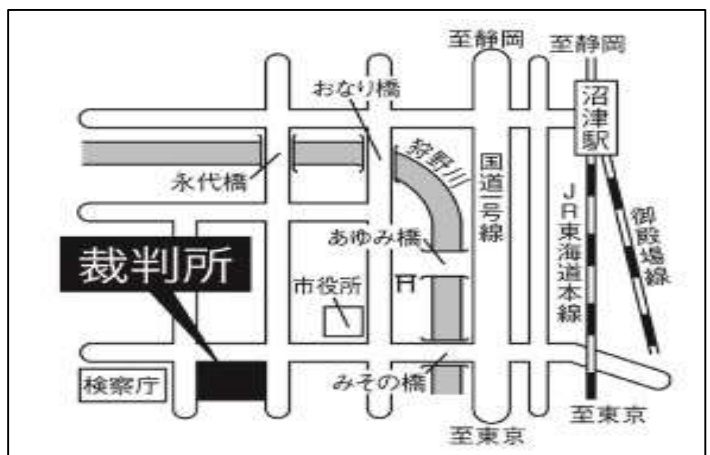 至静岡
至静岡
おなり橋
沼津駅
狩野川
国道一号線
永代橋
JR東海道本線
御殿場線
あゆみ橋
裁判所
市役所
検察庁
みその橋
至東京
至東京